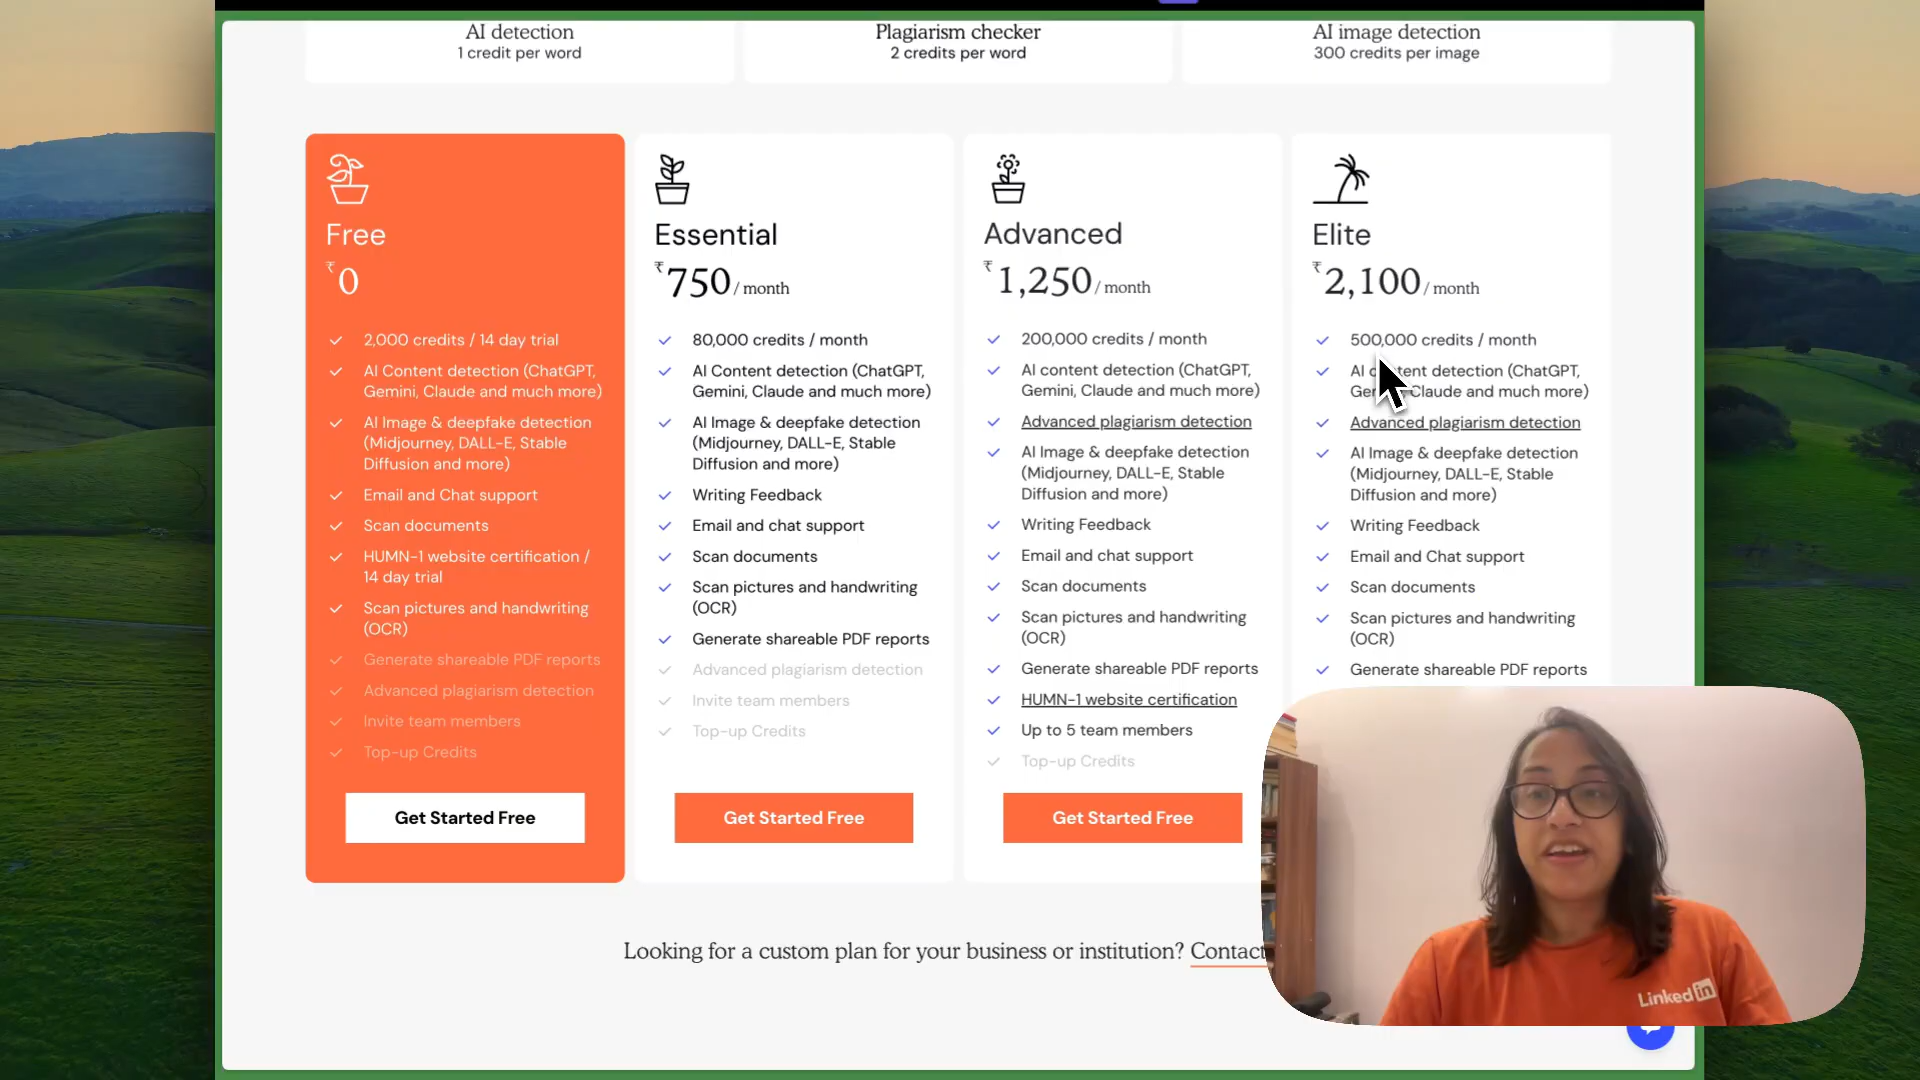 AI detection
1 credit per word
Plagiarism checker
2 credits per word
AI image detection
300 credits per image
Free
₹0
2,000 credits / 14 day trial
AI Content detection (ChatGPT,
Gemini, Claude and much more)
AI Image & deepfake detection
(Midjourney, DALL-E, Stable
Diffusion and more)
Email and Chat support
Scan documents
HUMN-1 website certification /
14 day trial
Scan pictures and handwriting
(OCR)
Generate shareable PDF reports
Advanced plagiarism detection
Invite team members
Top-up Credits
Get Started Free
Essential
₹750 / month
80,000 credits / month
AI Content detection (ChatGPT,
Gemini, Claude and much more)
AI Image & deepfake detection
(Midjourney, DALL-E, Stable
Diffusion and more)
Writing Feedback
Email and chat support
Scan documents
Scan pictures and handwriting
(OCR)
Generate shareable PDF reports
Advanced plagiarism detection
Invite team members
Top-up Credits
Get Started Free
Advanced
₹1,250 / month
200,000 credits / month
AI content detection (ChatGPT,
Gemini, Claude and much more)
Advanced plagiarism detection
AI Image & deepfake detection
(Midjourney, DALL-E, Stable
Diffusion and more)
Writing Feedback
Email and chat support
Scan documents
Scan pictures and handwriting
(OCR)
Generate shareable PDF reports
HUMN-1 website certification
Up to 5 team members
Top-up Credits
Get Started Free
Elite
₹2,100 / month
500,000 credits / month
AI content detection (ChatGPT,
Claude and much more)
Advanced plagiarism detection
AI Image & deepfake detection
(Midjourney, DALL-E, Stable
Diffusion and more)
Writing Feedback
Email and Chat support
Scan documents
Scan pictures and handwriting
(OCR)
Generate shareable PDF reports
Looking for a custom plan for your business or institution? Contact
Linked in